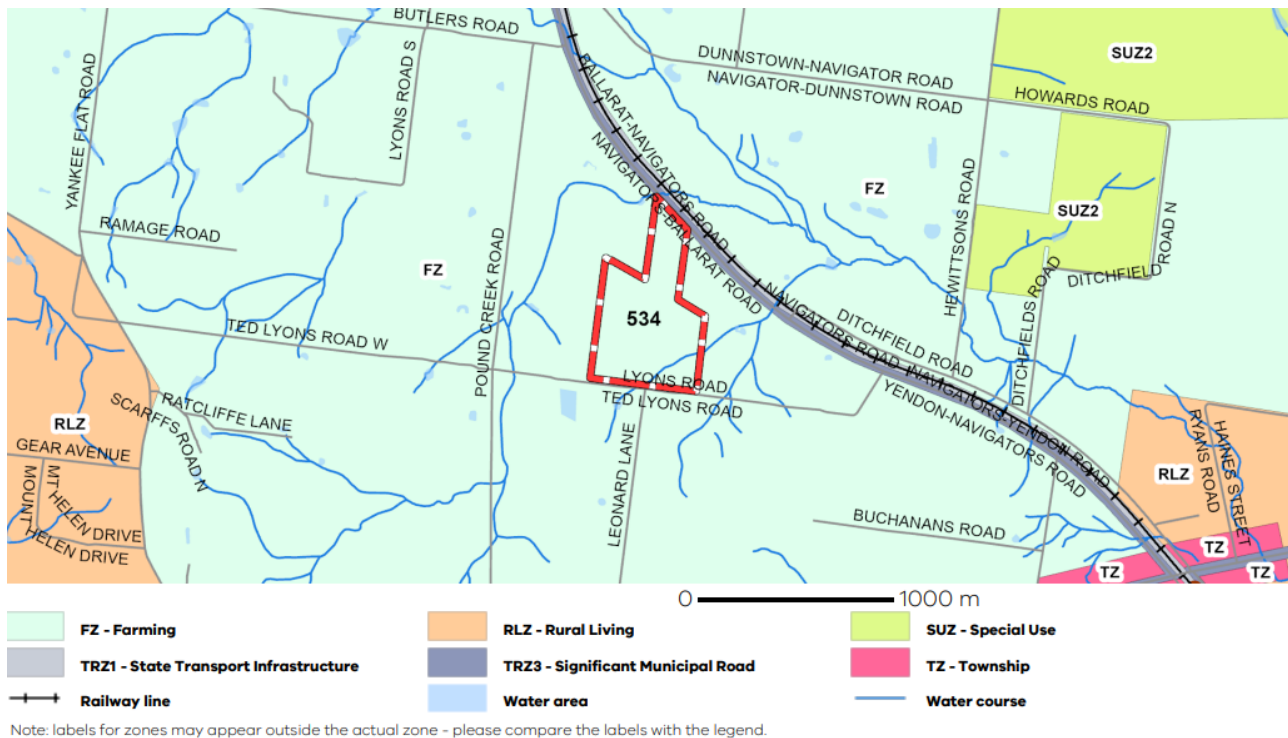 BUTLERS ROAD
DUNNSTOWN-NAVIGATOR ROAD
NAVIGATOR-DUNNSTOWN ROAD
SUZ2
HOWARDS ROAD
YANKEE FLAT ROAD
LYONS ROAD S
BALLARAT-NAVIGATORS ROAD
NAVIGATORS-BALLARAT ROAD
FZ
HEWITTSONS ROAD
SUZ2
DITCHFIELD ROAD N
RAMAGE ROAD
FZ
POUND CREEK ROAD
534
NAVIGATORS ROAD
DITCHFIELD ROAD
DITCHFIELDS ROAD
TED LYONS ROAD W
LYONS ROAD
TED LYONS ROAD
NAVIGATORS-YENDON ROAD
YENDON-NAVIGATORS ROAD
RLZ
SCARFFS ROAD N
RATCLIFFE LANE
GEAR AVENUE
LEONARD LANE
RLZ
RYANS ROAD
HAINES STREET
MOUNT
HELEN DRIVE
MT
HELEN DRIVE
BUCHANANS ROAD
TZ
TZ
TZ
0 1000 m
FZ - Farming
RLZ - Rural Living
SUZ - Special Use
TRZ1 - State Transport Infrastructure
TRZ3 - Significant Municipal Road
TZ - Township
Railway line
Water area
Water course
Note: labels for zones may appear outside the actual zone - please compare the labels with the legend.